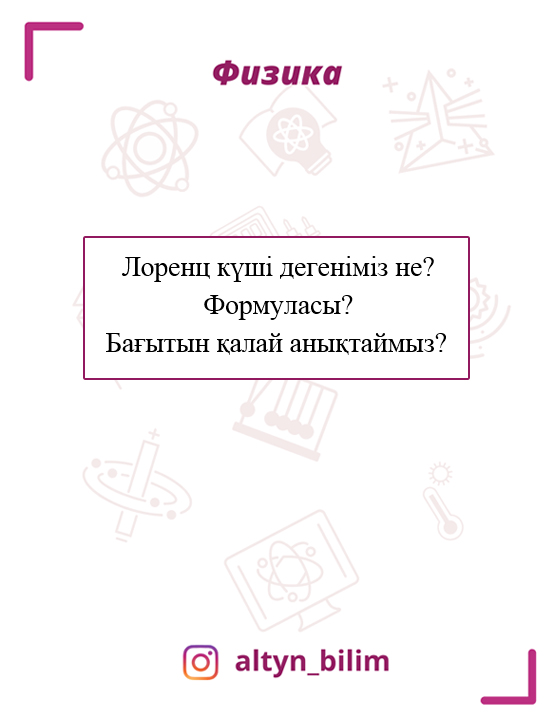 Физика
Лоренц күші дегеніміз не?
Формуласы?
Бағытын қалай анықтаймыз?
altyn_bilim